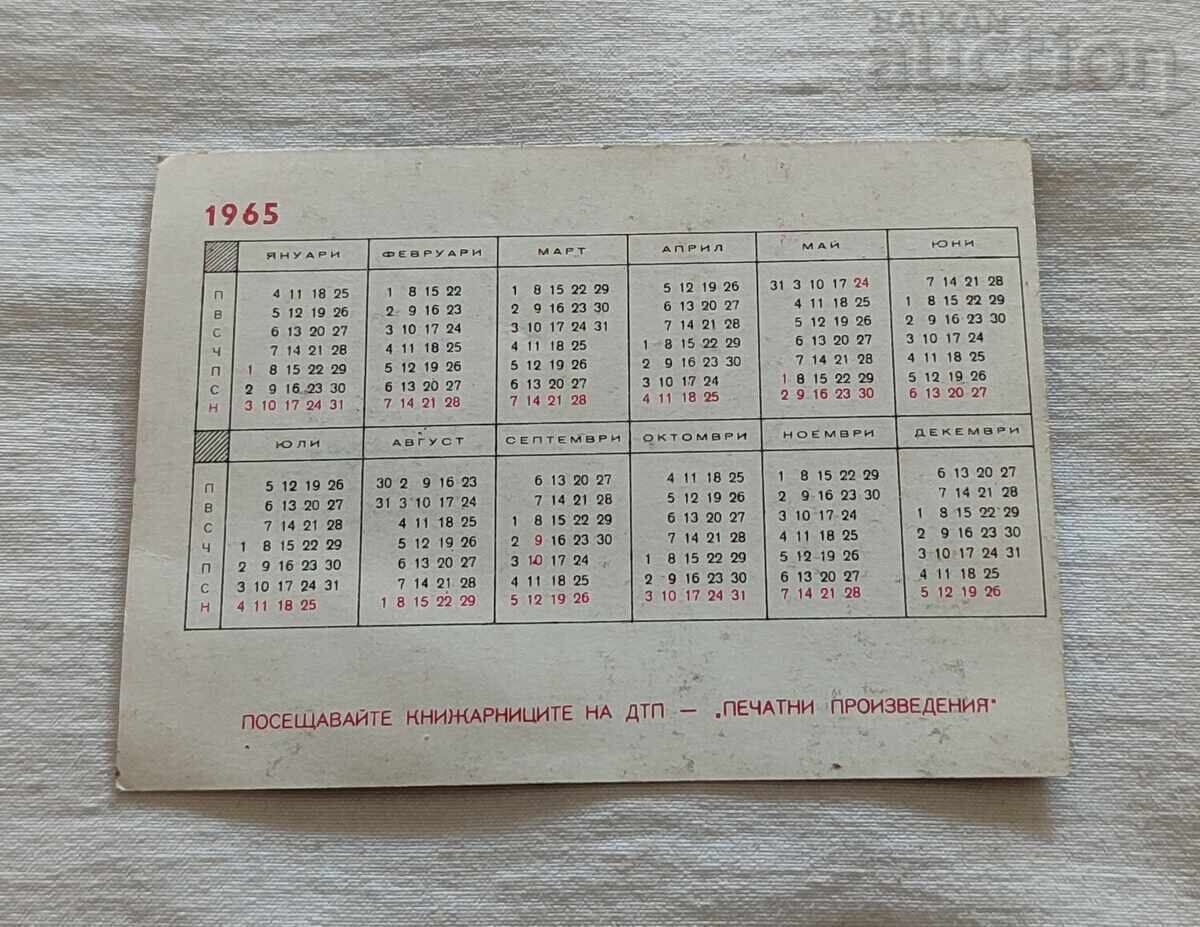 BALKAN
auction
1965
ЯНУАРИ ФЕВРУАРИ МАРТ АПРИЛ МАЙ ЮНИ
П 4 11 18 25 1 8 15 22 1 8 15 22 29 5 12 19 26 31 3 10 17 24 7 14 21 28
В 5 12 19 26 2 9 16 23 2 9 16 23 30 6 13 20 27 4 11 18 25 1 8 15 22 29
С 6 13 20 27 3 10 17 24 3 10 17 24 31 7 14 21 28 5 12 19 26 2 9 16 23 30
Ч 7 14 21 28 4 11 18 25 4 11 18 25 1 8 15 22 29 6 13 20 27 3 10 17 24
П 1 8 15 22 29 5 12 19 26 5 12 19 26 2 9 16 23 30 7 14 21 28 4 11 18 25
С 2 9 16 23 30 6 13 20 27 6 13 20 27 3 10 17 24 1 8 15 22 29 5 12 19 26
Н 3 10 17 24 31 7 14 21 28 7 14 21 28 4 11 18 25 2 9 16 23 30 6 13 20 27
ЮЛИ АВГУСТ СЕПТЕМВРИ ОКТОМВРИ НОЕМВРИ ДЕКЕМВРИ
П 5 12 19 26 30 2 9 16 23 6 13 20 27 4 11 18 25 1 8 15 22 29 6 13 20 27
В 6 13 20 27 31 3 10 17 24 7 14 21 28 5 12 19 26 2 9 16 23 30 7 14 21 28
С 7 14 21 28 4 11 18 25 1 8 15 22 29 6 13 20 27 3 10 17 24 1 8 15 22 29
Ч 1 8 15 22 29 5 12 19 26 2 9 16 23 30 7 14 21 28 4 11 18 25 2 9 16 23 30
П 2 9 16 23 30 6 13 20 27 3 10 17 24 1 8 15 22 29 5 12 19 26 3 10 17 24 31
С 3 10 17 24 31 7 14 21 28 4 11 18 25 2 9 16 23 30 6 13 20 27 4 11 18 25
Н 4 11 18 25 1 8 15 22 29 5 12 19 26 3 10 17 24 31 7 14 21 28 5 12 19 26
ПОСЕЩАВАЙТЕ КНИЖАРНИЦИТЕ НА ДТП — „ПЕЧАТНИ ПРОИЗВЕДЕНИЯ"